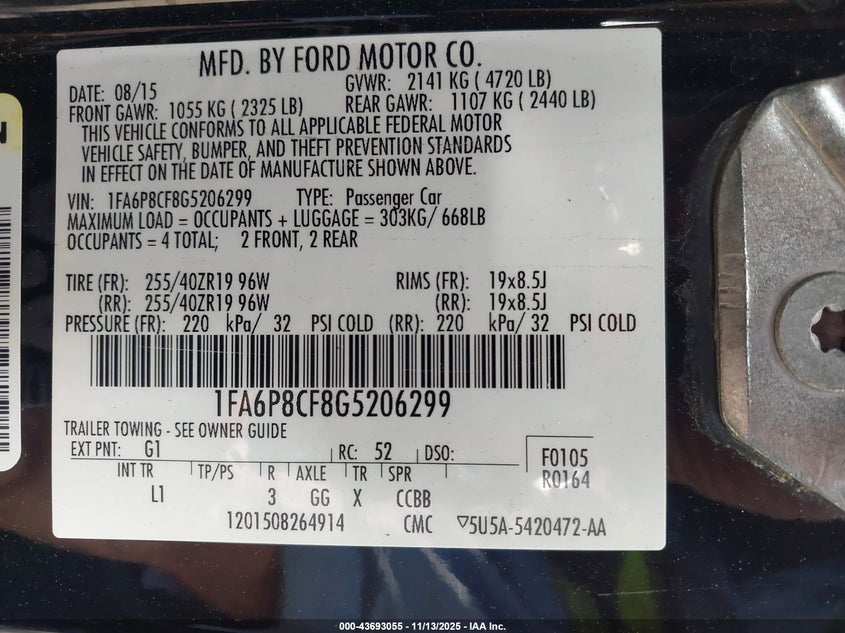 MFD. BY FORD MOTOR CO.
DATE: 08/15
GVWR: 2141 KG ( 4720 LB)
FRONT GAWR: 1055 KG ( 2325 LB)
REAR GAWR: 1107 KG ( 2440 LB)
THIS VEHICLE CONFORMS TO ALL APPLICABLE FEDERAL MOTOR
VEHICLE SAFETY, BUMPER, AND THEFT PREVENTION STANDARDS
IN EFFECT ON THE DATE OF MANUFACTURE SHOWN ABOVE.
VIN: 1FA6P8CF8G5206299 TYPE: Passenger Car
MAXIMUM LOAD = OCCUPANTS + LUGGAGE = 303KG/ 668LB
OCCUPANTS = 4 TOTAL; 2 FRONT, 2 REAR
TIRE (FR): 255/40ZR19 96W RIMS (FR): 19x8.5J
(RR): 255/40ZR19 96W (RR): 19x8.5J
PRESSURE (FR): 220 kPa/ 32 PSI COLD (RR): 220 kPa/ 32 PSI COLD
1FA6P8CF8G5206299
TRAILER TOWING - SEE OWNER GUIDE
EXT PNT: G1 RC: 52 DSO:
F0105
R0164
INT TR TP/PS R AXLE TR SPR
L1 3 GG X CCBB
1201508264914 CMC ▽5U5A-5420472-AA
N
000-43693055 - 11/13/2025 - IAA Inc.